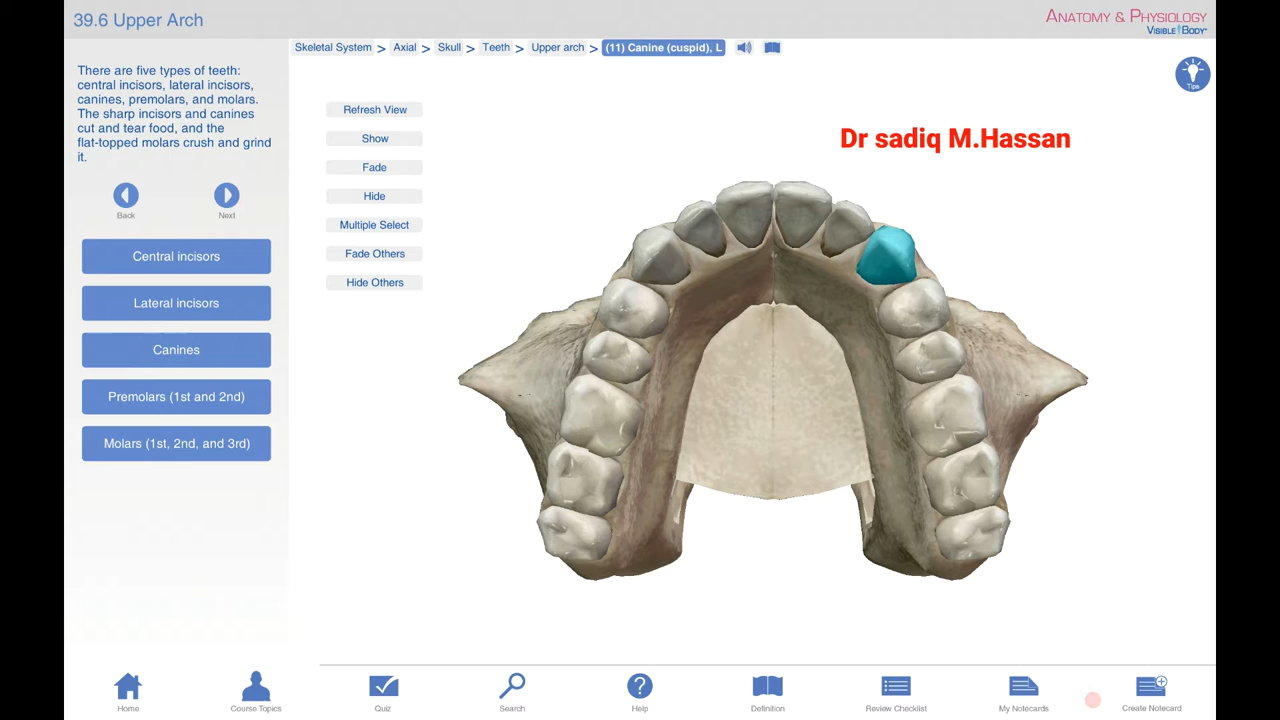 39.6 Upper Arch
ANATOMY & PHYSIOLOGY
VISIBLE BODY
Skeletal System > Axial > Skull > Teeth > Upper arch > (11) Canine (cuspid), L
There are five types of teeth:
central incisors, lateral incisors,
canines, premolars, and molars.
The sharp incisors and canines
cut and tear food, and the
flat-topped molars crush and grind
it.
Back
Next
Central incisors
Lateral incisors
Canines
Premolars (1st and 2nd)
Molars (1st, 2nd, and 3rd)
Refresh View
Show
Fade
Hide
Multiple Select
Fade Others
Hide Others
Tips
Dr sadiq M.Hassan
Home
Course Topics
Quiz
Search
Help
Definition
Review Checklist
My Notecards
Create Notecard